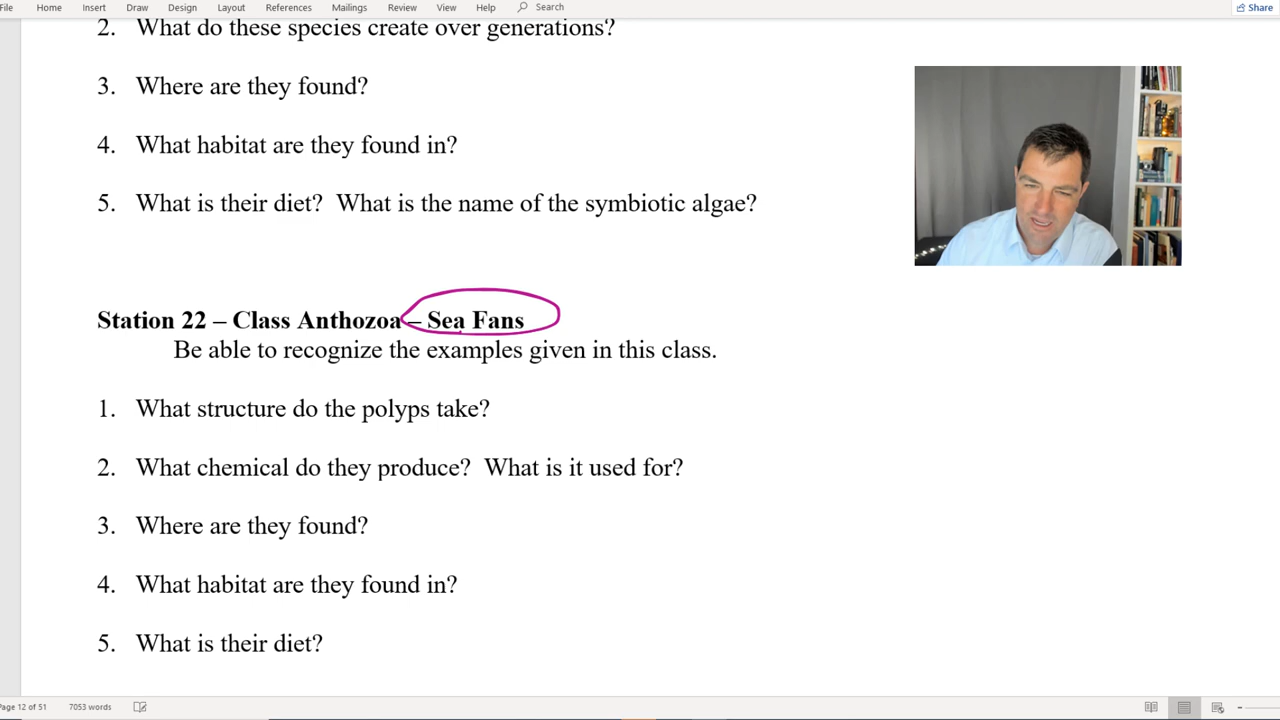 File Home Insert Draw Design Layout References Mailings Review View Help Search Share
2. What do these species create over generations?
3. Where are they found?
4. What habitat are they found in?
5. What is their diet? What is the name of the symbiotic algae?
Station 22 – Class Anthozoa – Sea Fans
Be able to recognize the examples given in this class.
1. What structure do the polyps take?
2. What chemical do they produce? What is it used for?
3. Where are they found?
4. What habitat are they found in?
5. What is their diet?
Page 12 of 51 7053 words